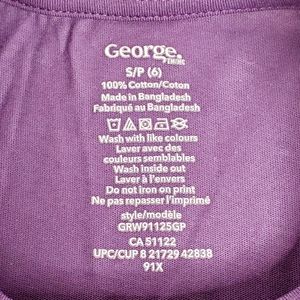 George.
S/P (6)
100% Cotton/Coton
Made in Bangladesh
Fabriqué au Bangladesh
Wash with like colours
Laver avec des
couleurs semblables
Wash inside out
Laver à l'envers
Do not iron on print
Ne pas repasser l'imprimé
style/modèle
GRW91125GP
CA 51122
UPC/CUP 8 21729 42838
91X